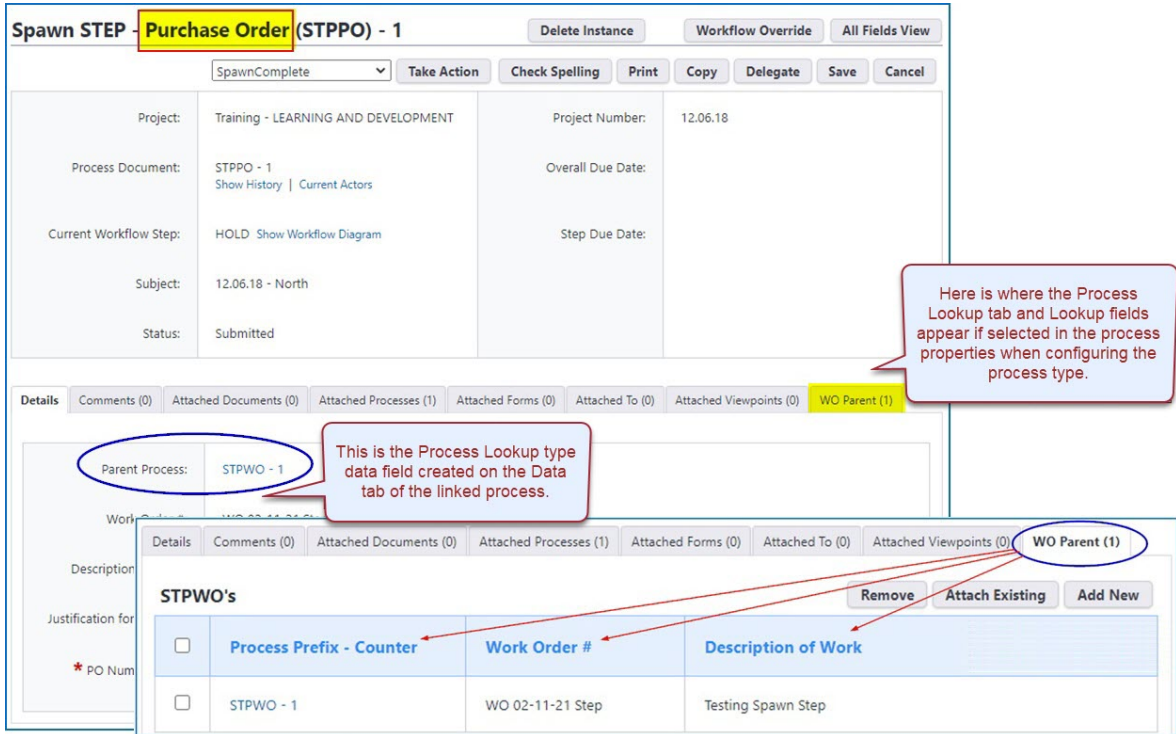 Spawn STEP - Purchase Order (STPPO) - 1
Delete Instance Workflow Override All Fields View
SpawnComplete Take Action Check Spelling Print Copy Delegate Save Cancel
Project: Training - LEARNING AND DEVELOPMENT Project Number: 12.06.18
Process Document: STPPO - 1 Overall Due Date:
Show History | Current Actors
Current Workflow Step: HOLD Show Workflow Diagram Step Due Date:
Subject: 12.06.18 - North
Status: Submitted
Here is where the Process
Lookup tab and Lookup fields
appear if selected in the process
properties when configuring the
process type.
Details Comments (0) Attached Documents (0) Attached Processes (1) Attached Forms (0) Attached To (0) Attached Viewpoints (0) WO Parent (1)
Parent Process: STPWO - 1
This is the Process Lookup type
data field created on the Data
tab of the linked process.
Description
Justification for
* PO Num
Details Comments (0) Attached Documents (0) Attached Processes (1) Attached Forms (0) Attached To (0) Attached Viewpoints (0) WO Parent (1)
STPWO's Remove Attach Existing Add New
Process Prefix - Counter Work Order # Description of Work
STPWO - 1 WO 02-11-21 Step Testing Spawn Step